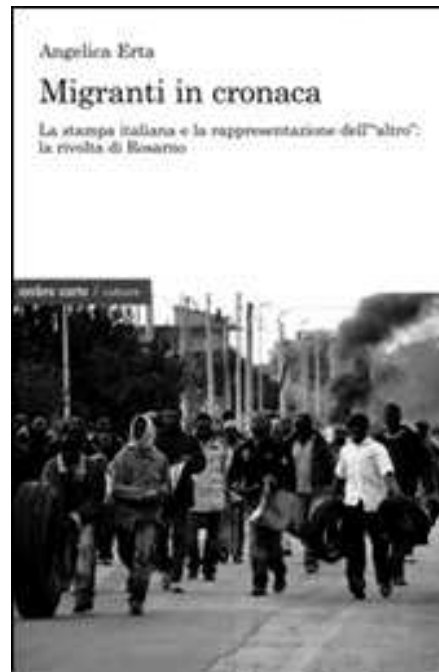 Angelica Erta
Migranti in cronaca
La stampa italiana e la rappresentazione dell'"altro":
la rivolta di Rosarno
ombre corte / culture